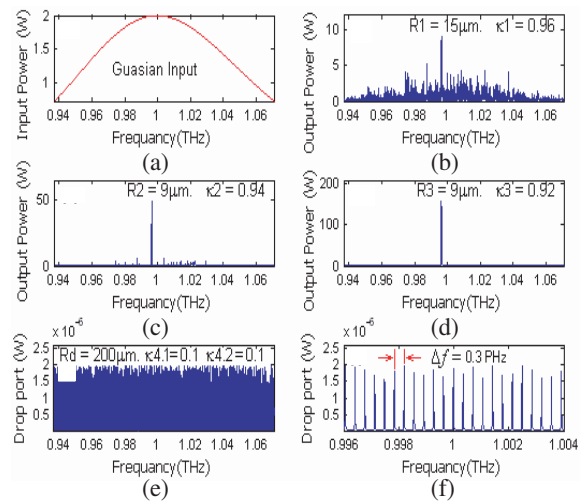 2
1
Input Power (W)
Guasian Input
0.94 0.96 0.98 1 1.02 1.04 1.06
Frequancy(THz)
(a)
10
5
0
Output Power (W)
R1 = 15µm. κ1 = 0.96
0.94 0.96 0.98 1 1.02 1.04 1.06
Frequancy(THz)
(b)
50
0
Output Power (W)
R2 = 9µm. κ2 = 0.94
0.94 0.96 0.98 1 1.02 1.04 1.06
Frequancy(THz)
(c)
200
100
0
Output Power (W)
R3 = 9µm. κ3 = 0.92
0.94 0.96 0.98 1 1.02 1.04 1.06
Frequancy(THz)
(d)
x 10⁻⁶
2.5
2
1.5
1
0.5
Drop port (W)
Rd = 200µm. κ4.1=0.1 κ4.2=0.1
0.94 0.96 0.98 1 1.02 1.04 1.06
Frequancy(THz)
(e)
x 10⁻⁶
2.5
2
1.5
1
0.5
Drop port (W)
Δf = 0.3 PHz
0.996 0.998 1 1.002 1.004
Frequancy(THz)
(f)